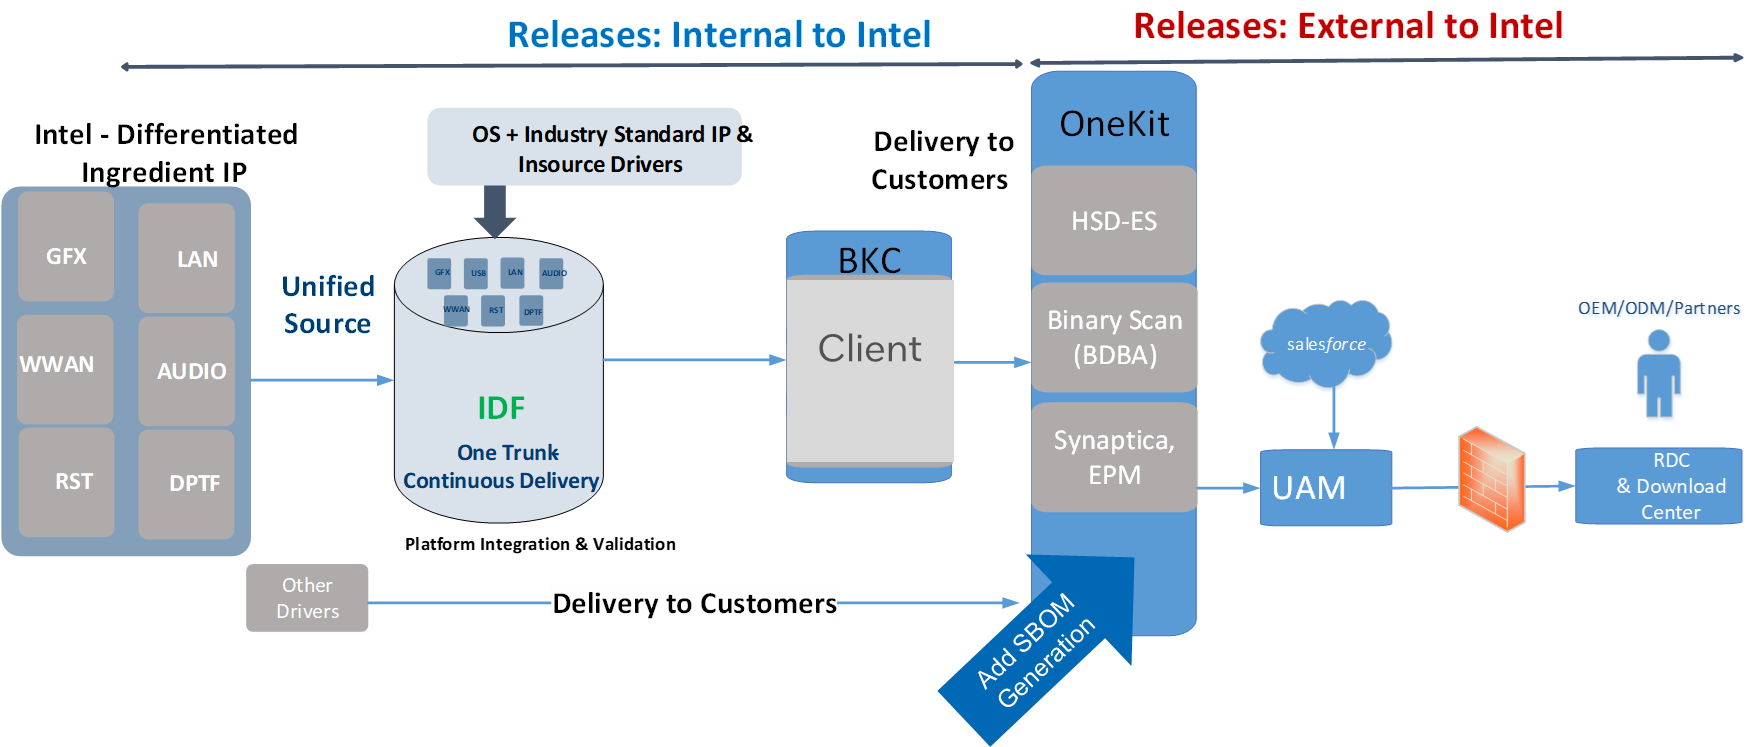 Releases: Internal to Intel
Releases: External to Intel
Intel - Differentiated
Ingredient IP
GFX
LAN
WWAN
AUDIO
RST
DPTF
Unified
Source
OS + Industry Standard IP &
Insource Drivers
GFX
USB
LAN
AUDIO
WWAN
RST
DPTF
IDF
One Trunk-
Continuous Delivery
Platform Integration & Validation
Other
Drivers
Delivery to Customers
BKC
Client
Delivery to
Customers
OneKit
HSD-ES
Binary Scan
(BDBA)
Synaptica,
EPM
Add SBOM
Generation
salesforce
UAM
OEM/ODM/Partners
RDC
& Download
Center